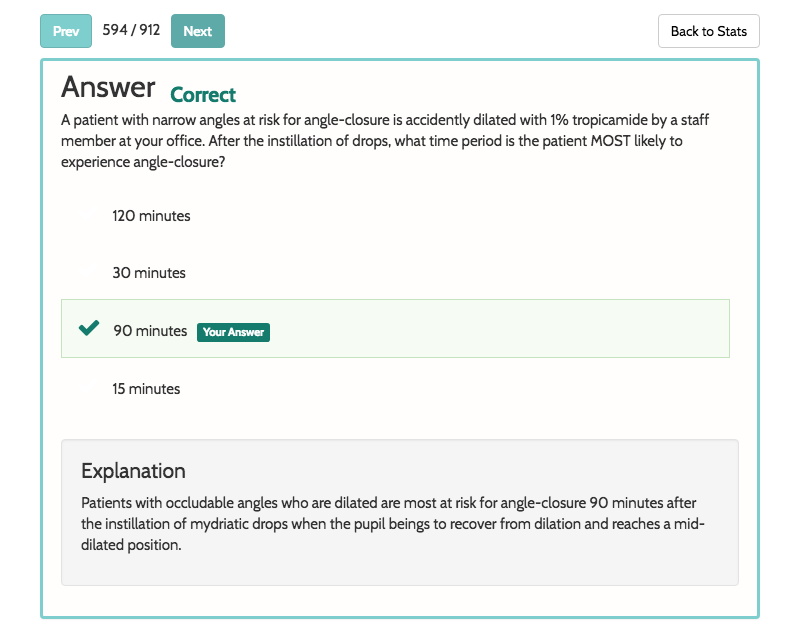 Prev 594 / 912 Next Back to Stats
Answer Correct
A patient with narrow angles at risk for angle-closure is accidently dilated with 1% tropicamide by a staff
member at your office. After the instillation of drops, what time period is the patient MOST likely to
experience angle-closure?
120 minutes
30 minutes
90 minutes Your Answer
15 minutes
Explanation
Patients with occludable angles who are dilated are most at risk for angle-closure 90 minutes after
the instillation of mydriatic drops when the pupil beings to recover from dilation and reaches a mid-
dilated position.